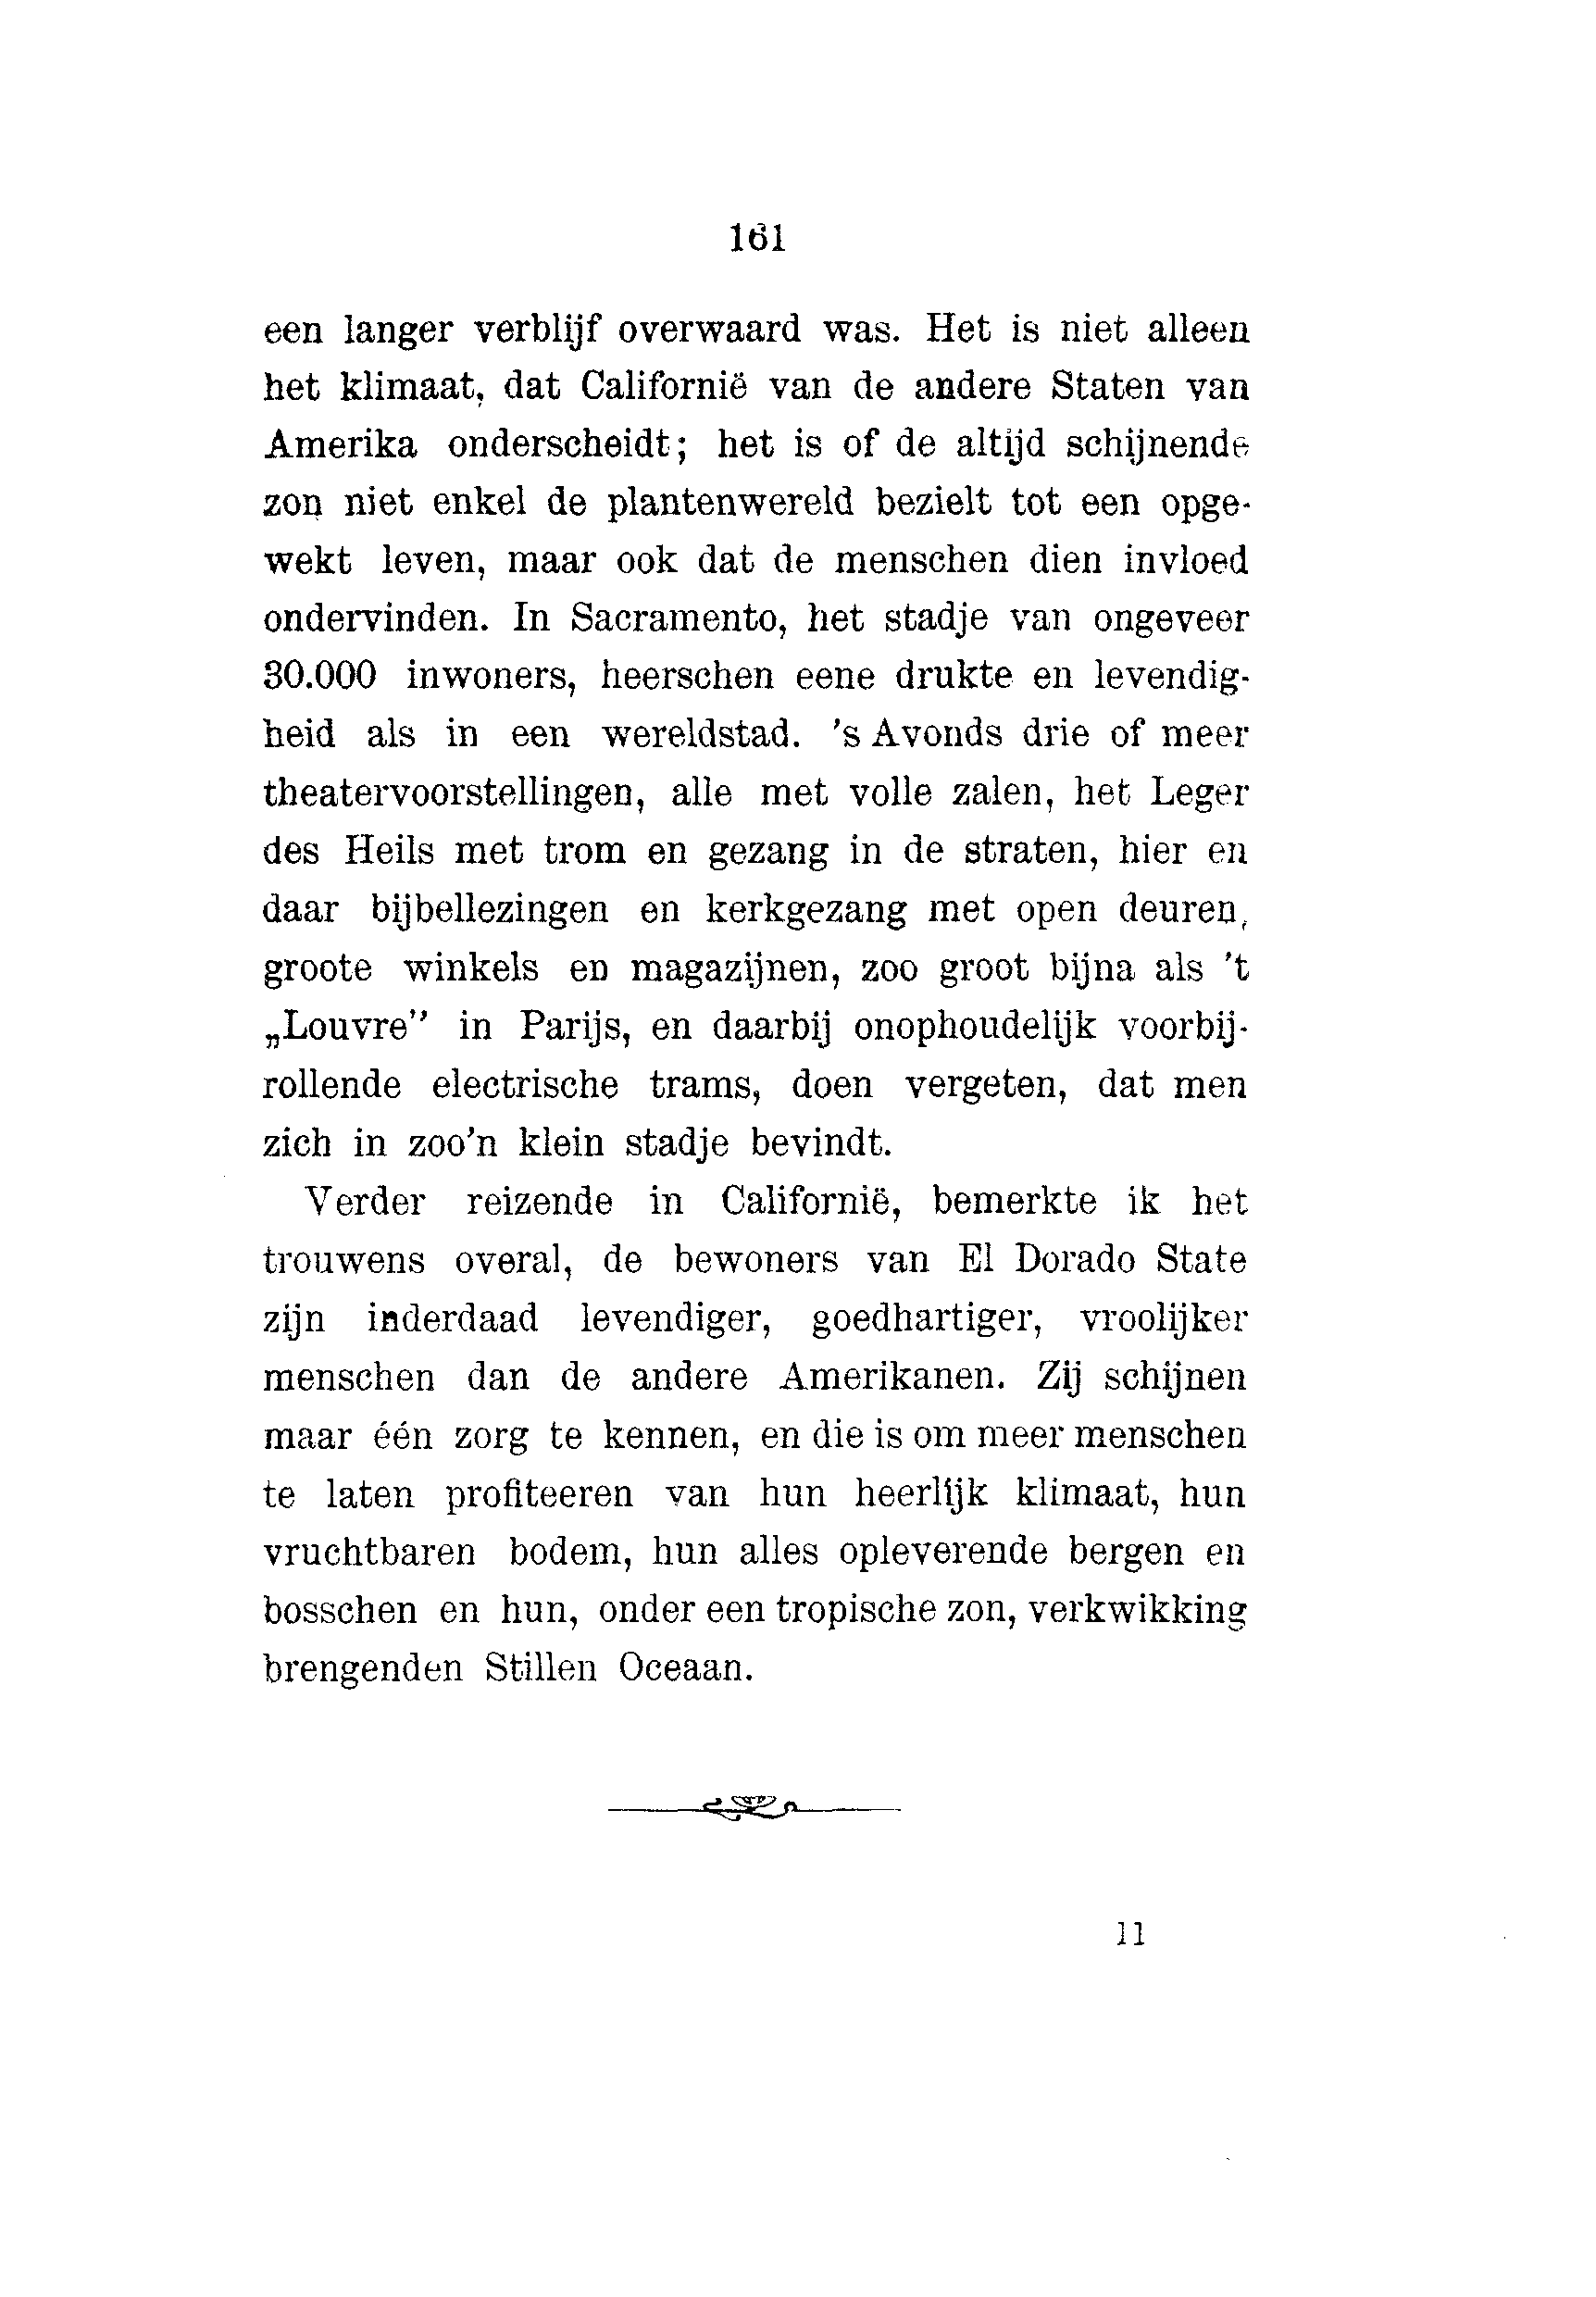 161
een langer verblijf overwaard was. Het is niet alleen
het klimaat, dat Californië van de andere Staten van
Amerika onderscheidt; het is of de altijd schijnende
zon niet enkel de plantenwereld bezielt tot een opge-
wekt leven, maar ook dat de menschen dien invloed
ondervinden. In Sacramento, het stadje van ongeveer
30.000 inwoners, heerschen eene drukte en levendig-
heid als in een wereldstad. 's Avonds drie of meer
theatervoorstellingen, alle met volle zalen, het Leger
des Heils met trom en gezang in de straten, hier en
daar bijbellezingen en kerkgezang met open deuren,
groote winkels en magazijnen, zoo groot bijna als 't
„Louvre" in Parijs, en daarbij onophoudelijk voorbij-
rollende electrische trams, doen vergeten, dat men
zich in zoo'n klein stadje bevindt.
Verder reizende in Californië, bemerkte ik het
trouwens overal, de bewoners van El Dorado State
zijn inderdaad levendiger, goedhartiger, vroolijker
menschen dan de andere Amerikanen. Zij schijnen
maar één zorg te kennen, en die is om meer menschen
te laten profiteeren van hun heerlijk klimaat, hun
vruchtbaren bodem, hun alles opleverende bergen en
bosschen en hun, onder een tropische zon, verkwikking
brengenden Stillen Oceaan.
11